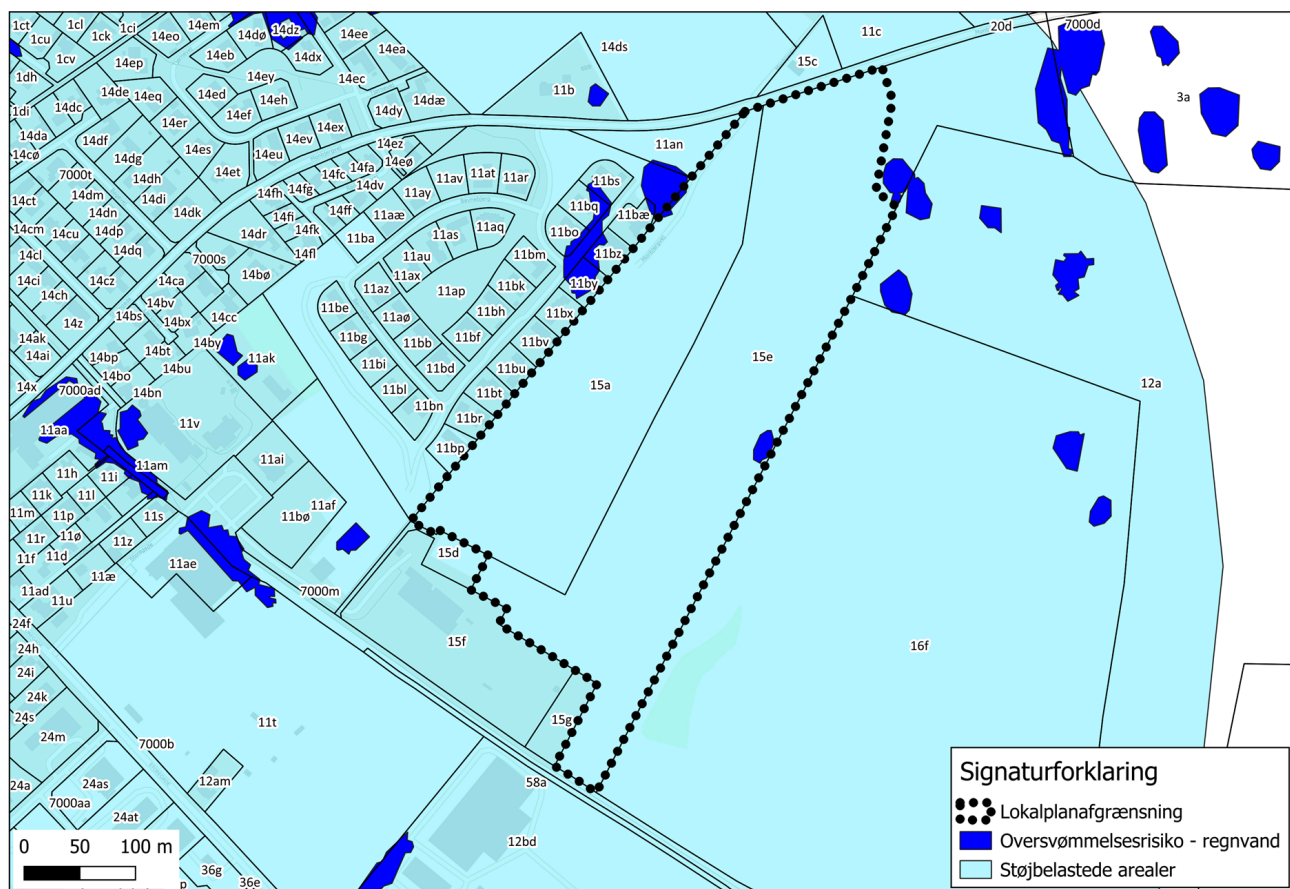 1ct
1cl
1ci
14em
14dø
14dz
14ee
1cu
1ck
14eo
14ea
14ds
11c
20d
7000d
1cv
14ep
14eb
14dx
15c
1dh
14ey
14ec
11b
3a
14de
14eq
14ed
14eh
14dæ
1di
14dc
14ef
14dy
14da
14er
14ex
14df
14ev
14ez
11an
14cø
14es
14eu
14eø
14dg
14et
14fc
14fa
11av
11at
11ar
7000t
14dh
14fg
14dv
11ay
11bs
14ct
14dm
14di
14fh
14ff
11aæ
11bq
11bæ
14dn
14dk
14fi
14cm
14cu
14dp
14dr
14fk
11ba
11as
11aq
11bo
14dq
14fl
11au
11bm
11bz
14cl
7000s
14ci
14cz
14ca
14bø
11ax
11az
11ap
11bk
11by
14ch
14bv
14cc
11be
11aø
11bh
11bx
14z
14bs
14bx
14ak
11bg
11bb
11bf
11bv
14ai
14bp
14bt
14by
11ak
11bi
11bd
11bu
15e
14x
14bo
14bu
11bl
11bt
15a
12a
7000ad
14bn
11bn
11br
11v
11aa
11bp
11h
11i
11am
11ai
11k
11l
11m
11p
11s
11bø
11af
11r
11ø
11z
11f
11d
11ae
15d
11æ
11ad
11u
7000m
24f
15f
16f
24h
24i
24k
24s
11t
15g
24m
7000b
12am
24a
24as
58a
7000aa
24at
12bd
36g
36e
Signaturforklaring
Lokalplanafgrænsning
Oversvømmelsesrisiko - regnvand
Støjbelastede arealer
0 50 100 m